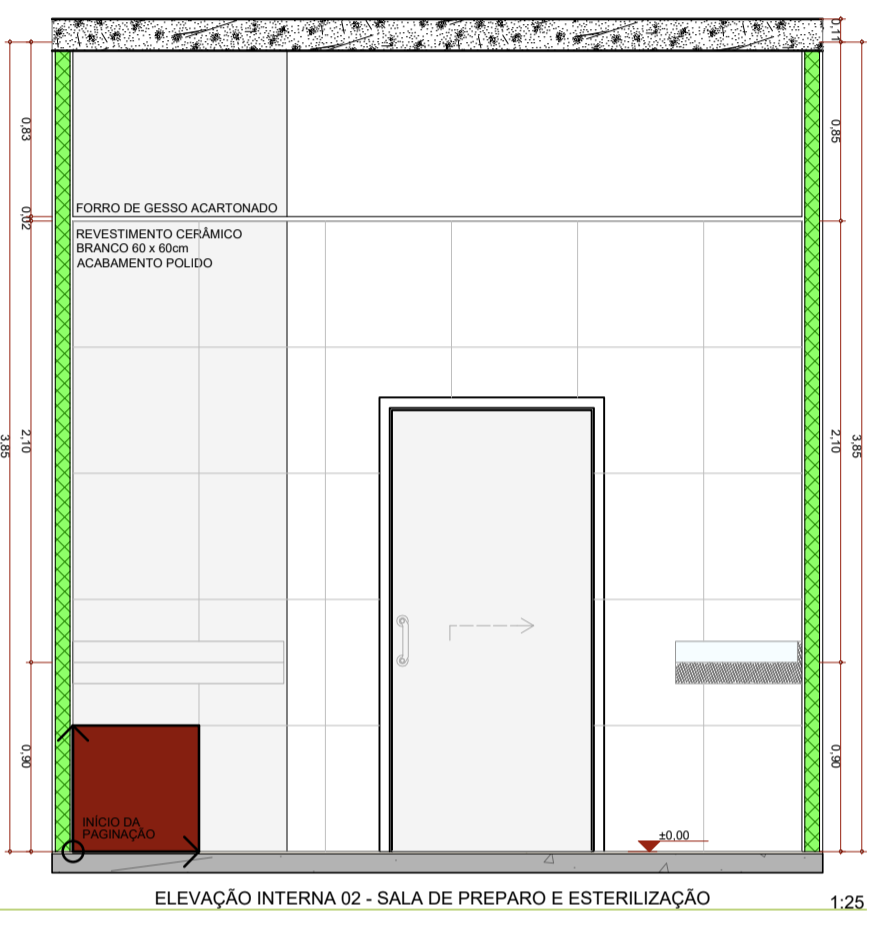 0,11
0,83
0,85
FORRO DE GESSO ACARTONADO
0,02
REVESTIMENTO CERÂMICO
BRANCO 60 x 60cm
ACABAMENTO POLIDO
3,85
2,10
2,10
3,85
0,90
0,90
INÍCIO DA
PAGINAÇÃO
±0,00
ELEVAÇÃO INTERNA 02 - SALA DE PREPARO E ESTERILIZAÇÃO
1:25